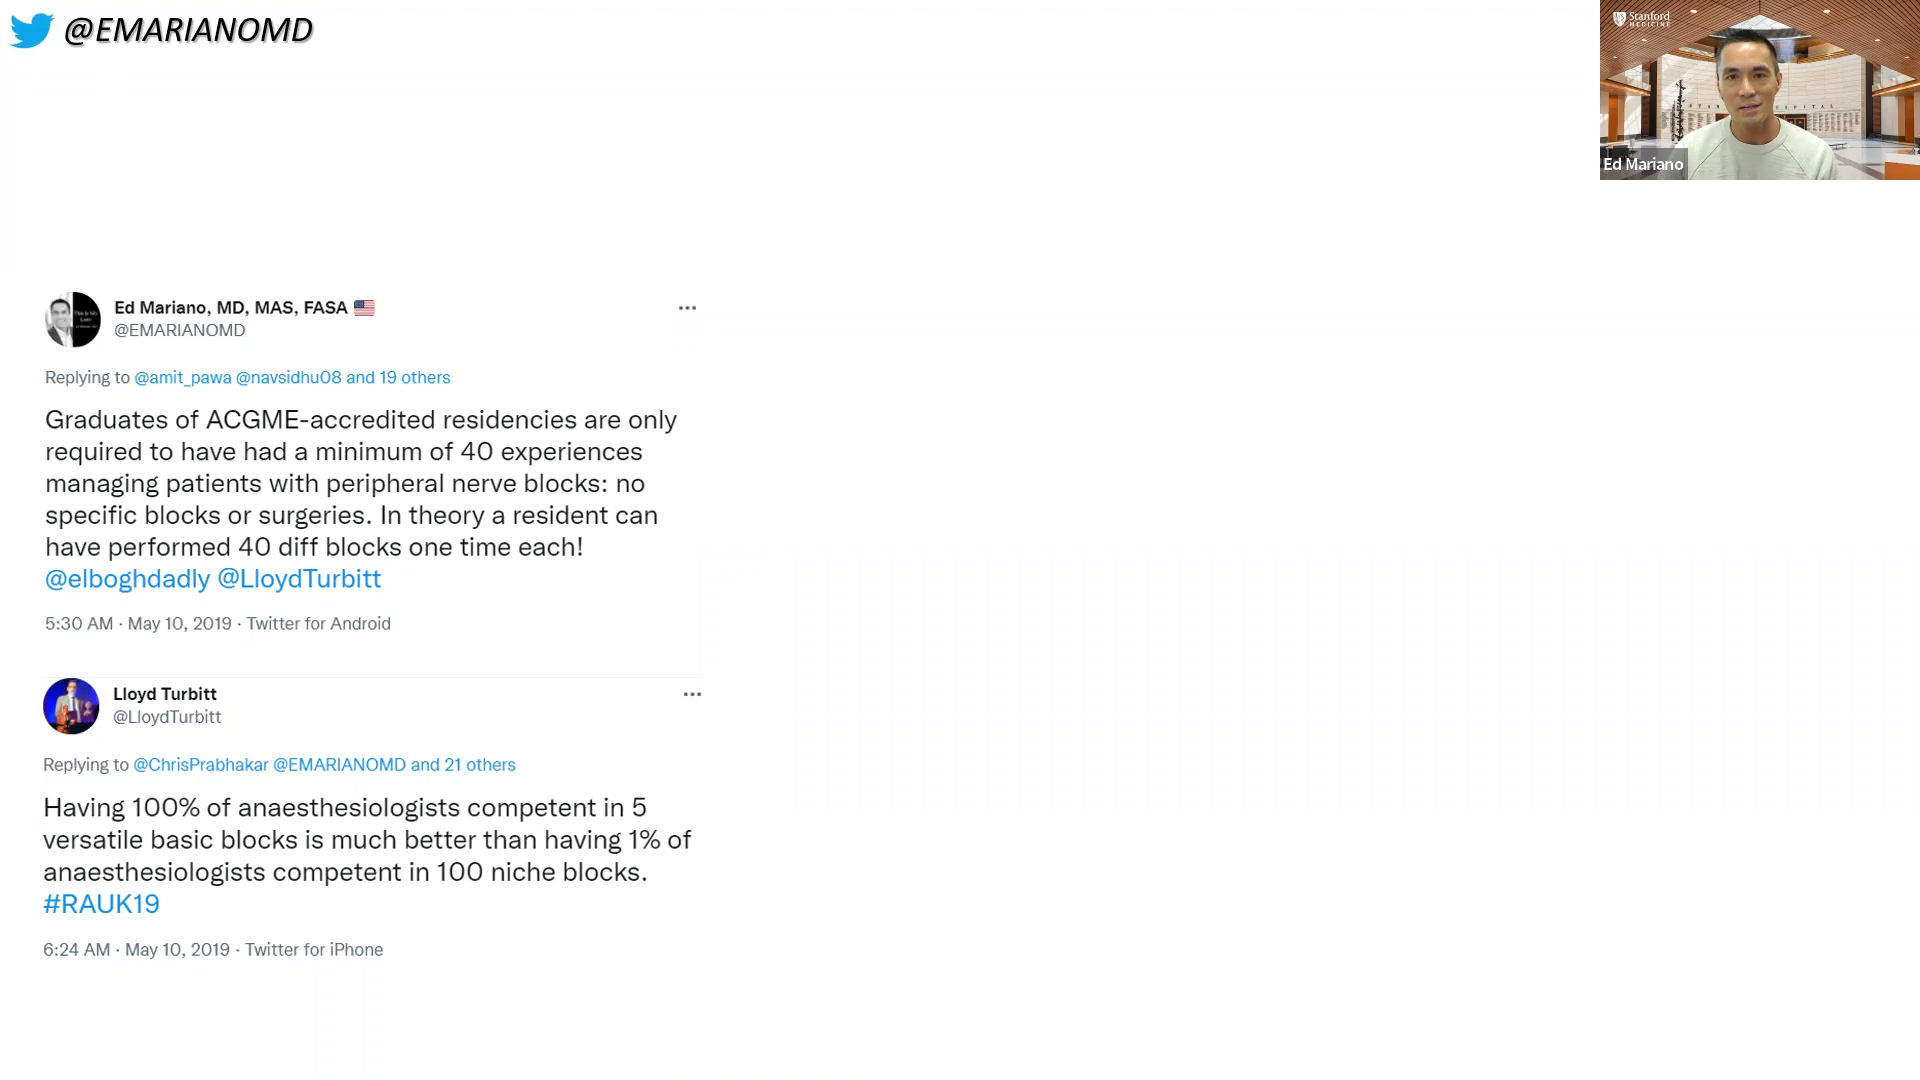 @EMARIANOMD
Stanford
MEDICINE
Ed Mariano
Ed Mariano, MD, MAS, FASA 🇺🇸
@EMARIANOMD
Replying to @amit_pawa @navsidhu08 and 19 others
Graduates of ACGME-accredited residencies are only
required to have had a minimum of 40 experiences
managing patients with peripheral nerve blocks: no
specific blocks or surgeries. In theory a resident can
have performed 40 diff blocks one time each!
@elboghdadly @LloydTurbitt
5:30 AM · May 10, 2019 · Twitter for Android
Lloyd Turbitt
@LloydTurbitt
Replying to @ChrisPrabhakar @EMARIANOMD and 21 others
Having 100% of anaesthesiologists competent in 5
versatile basic blocks is much better than having 1% of
anaesthesiologists competent in 100 niche blocks.
#RAUK19
6:24 AM · May 10, 2019 · Twitter for iPhone